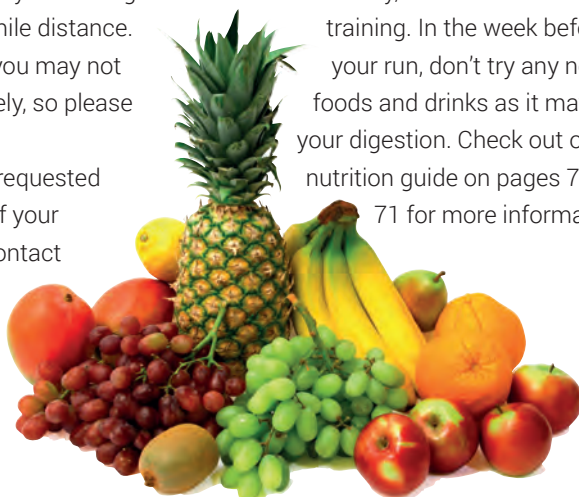 distance.
you may not
ely, so please
requested
f your
ontact
training. In the week befo
your run, don't try any n
foods and drinks as it ma
your digestion. Check out o
nutrition guide on pages 7
71 for more informa